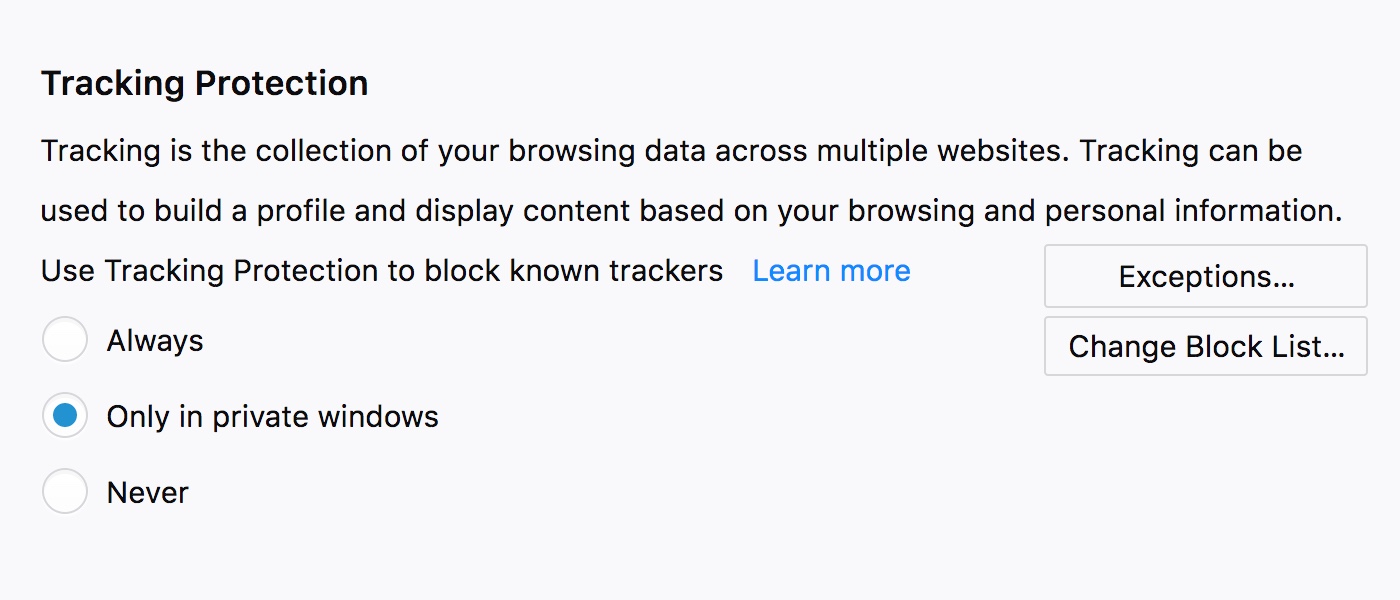 Tracking Protection
Tracking is the collection of your browsing data across multiple websites. Tracking can be
used to build a profile and display content based on your browsing and personal information.
Use Tracking Protection to block known trackers Learn more
Exceptions...
Always
Change Block List...
Only in private windows
Never